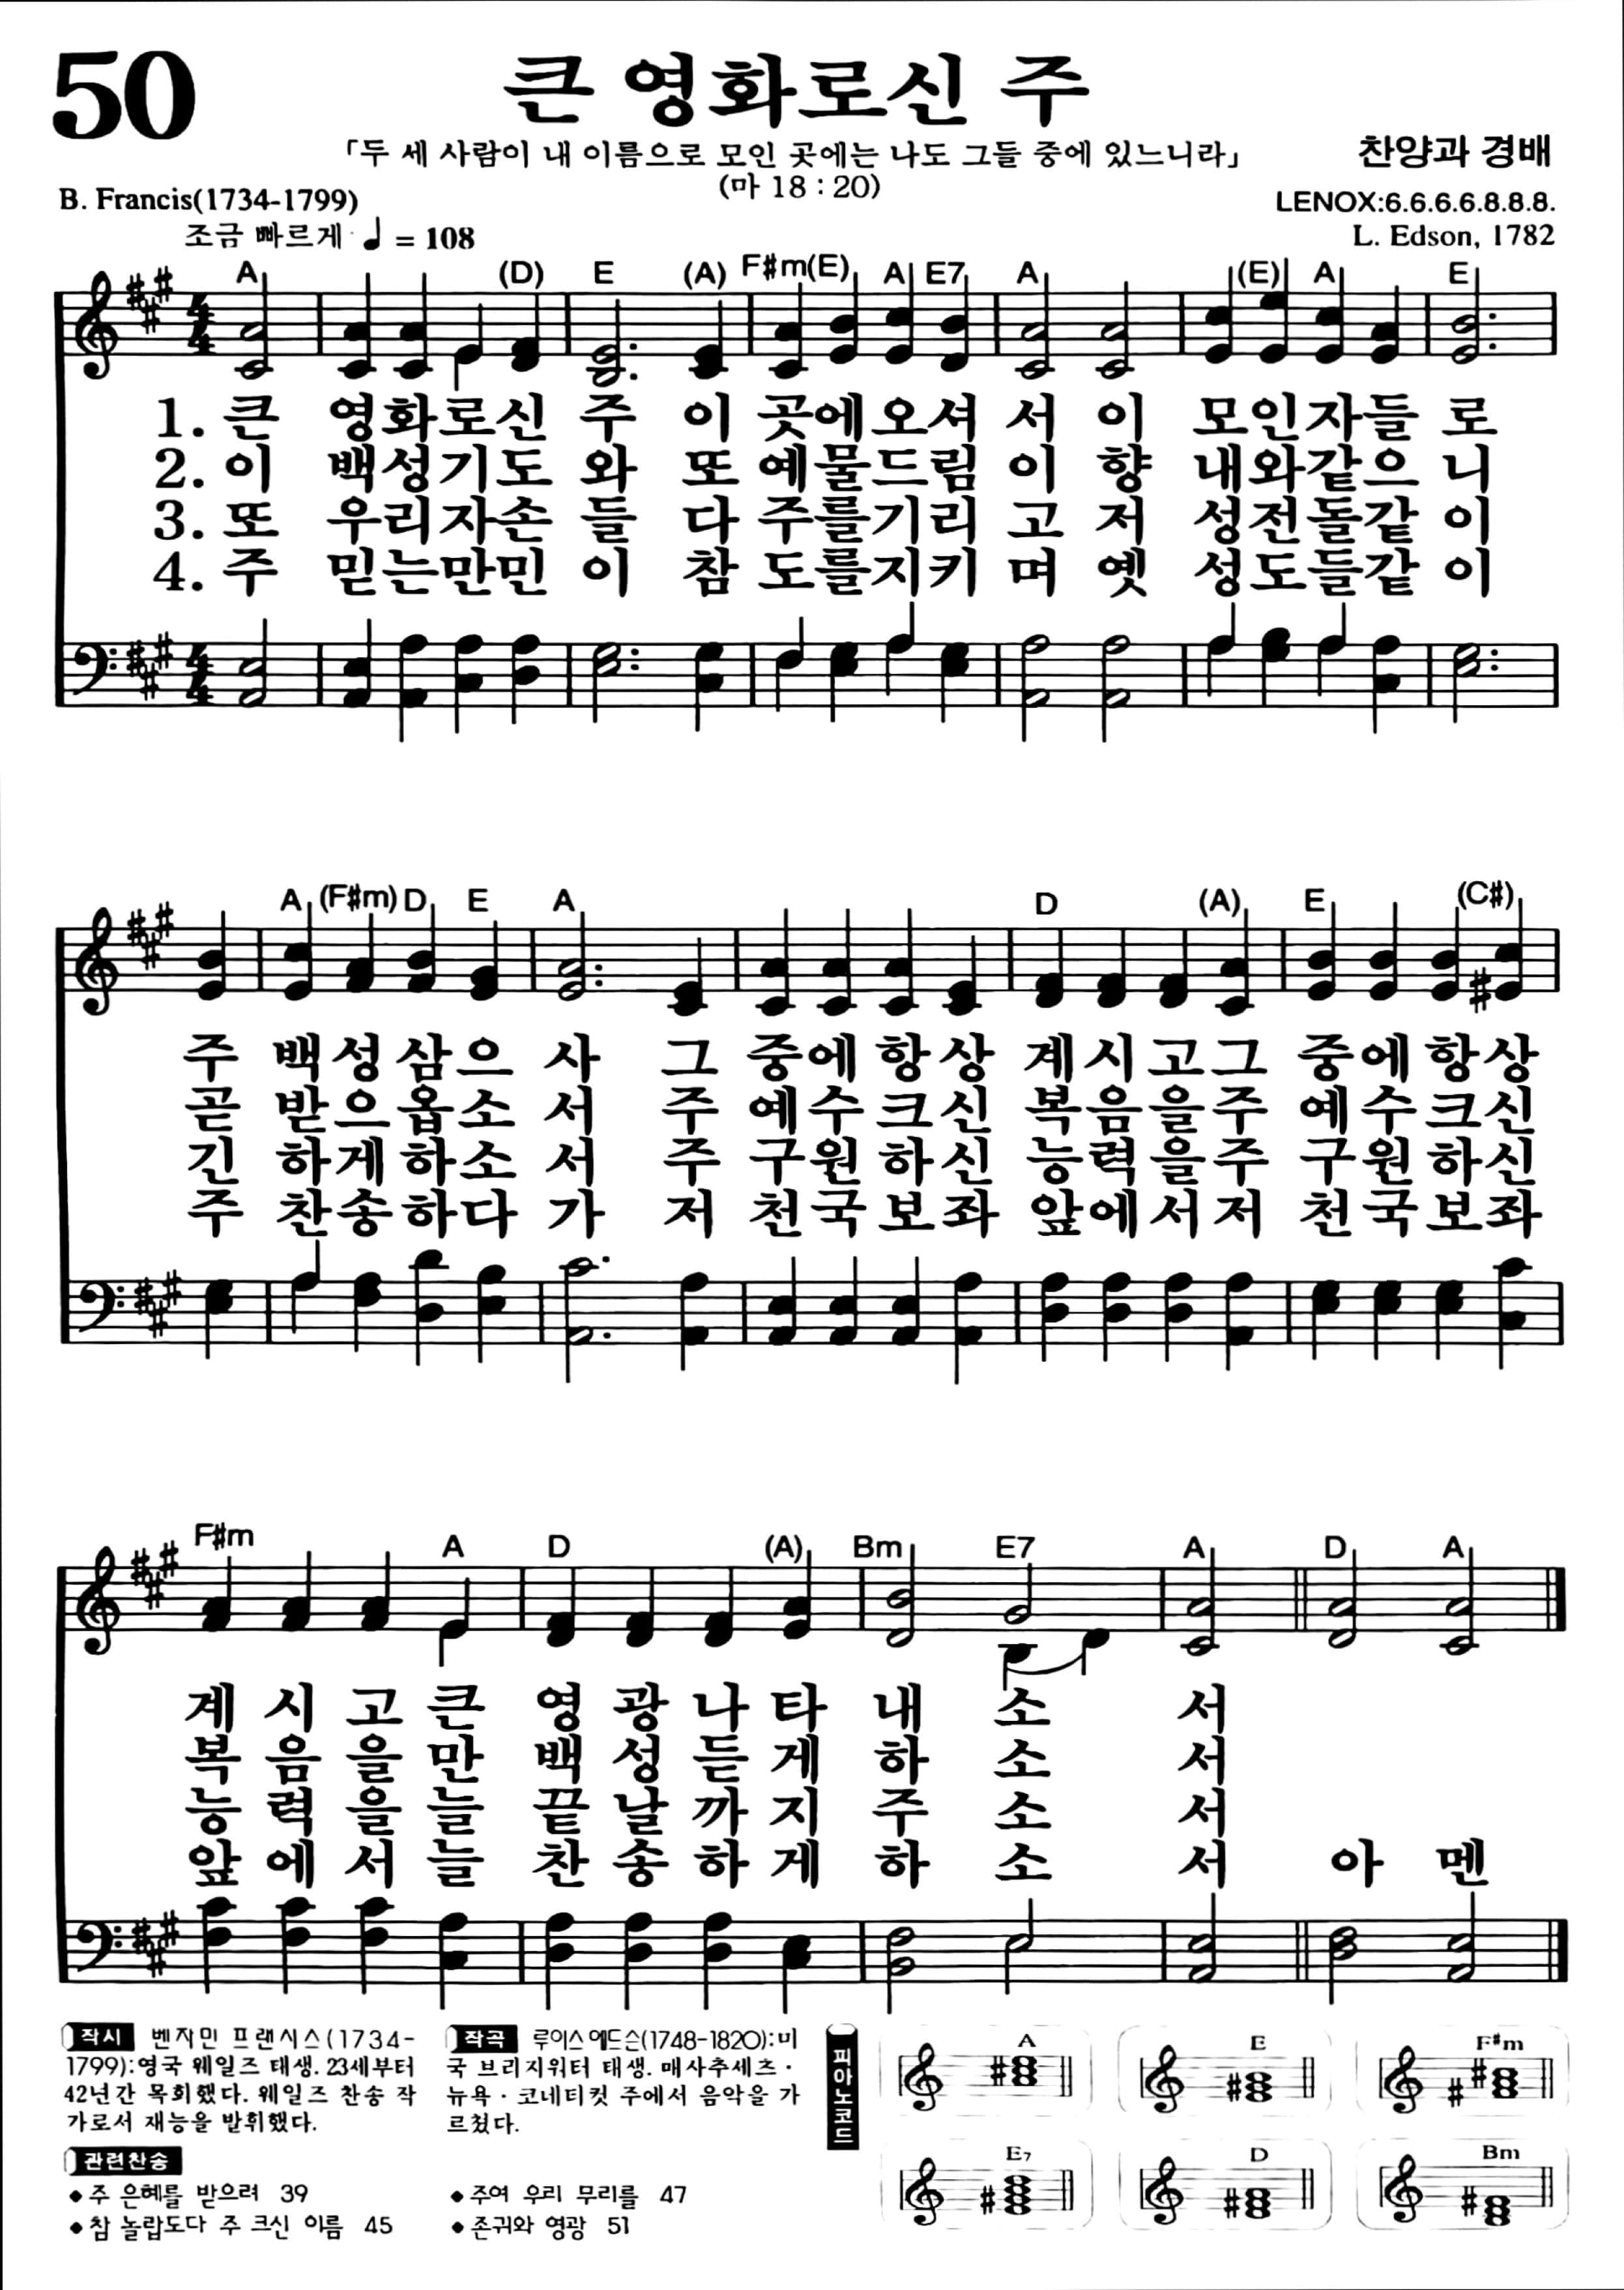 50
큰 영화로신 주
「두 세 사람이 내 이름으로 모인 곳에는 나도 그들 중에 있느니라」
(마 18 : 20)
찬양과 경배
B. Francis(1734-1799)
LENOX:6.6.6.6.8.8.8.
조금 빠르게 ♩ = 108
L. Edson, 1782
A (D) E (A) F#m(E) A E7 A (E) A E
1. 큰 영화로신 주 이 곳에오셔 서 이 모인자들 로
2. 이 백성기도 와 또 예물드림 이 향 내와같으 니
3. 또 우리자손 들 다 주를기리 고 저 성전돌같 이
4. 주 믿는만민 이 참 도를지키 며 옛 성도들같 이
A (F#m) D E A D (A) E (C#)
주 백성삼으 사 그 중에항상 계시고그 중에항상
곧 받으옵소 서 주 예수크신 복음을주 예수크신
긴 하게하소 서 주 구원하신 능력을주 구원하신
주 찬송하다 가 저 천국보좌 앞에서저 천국보좌
F#m A D (A) Bm E7 A D A
계 시 고 큰 영 광 나 타 내 소 서
복 음 을 만 백 성 듣 게 하 소 서
능 력 을 늘 끝 날 까 지 주 소 서
앞 에 서 늘 찬 송 하 게 하 소 서 아 멘
작시 벤자민 프랜시스(1734-
1799):영국 웨일즈 태생. 23세부터
42년간 목회했다. 웨일즈 찬송 작
가로서 재능을 발휘했다.
작곡 루이스 에드슨(1748-1820):미
국 브리지워터 태생. 매사추세츠·
뉴욕 · 코네티컷 주에서 음악을 가
르쳤다.
관련찬송
● 주 은혜를 받으려 39
● 참 놀랍도다 주 크신 이름 45
● 주여 우리 무리를 47
● 존귀와 영광 51
피아노코드
A E F#m
E7 D Bm